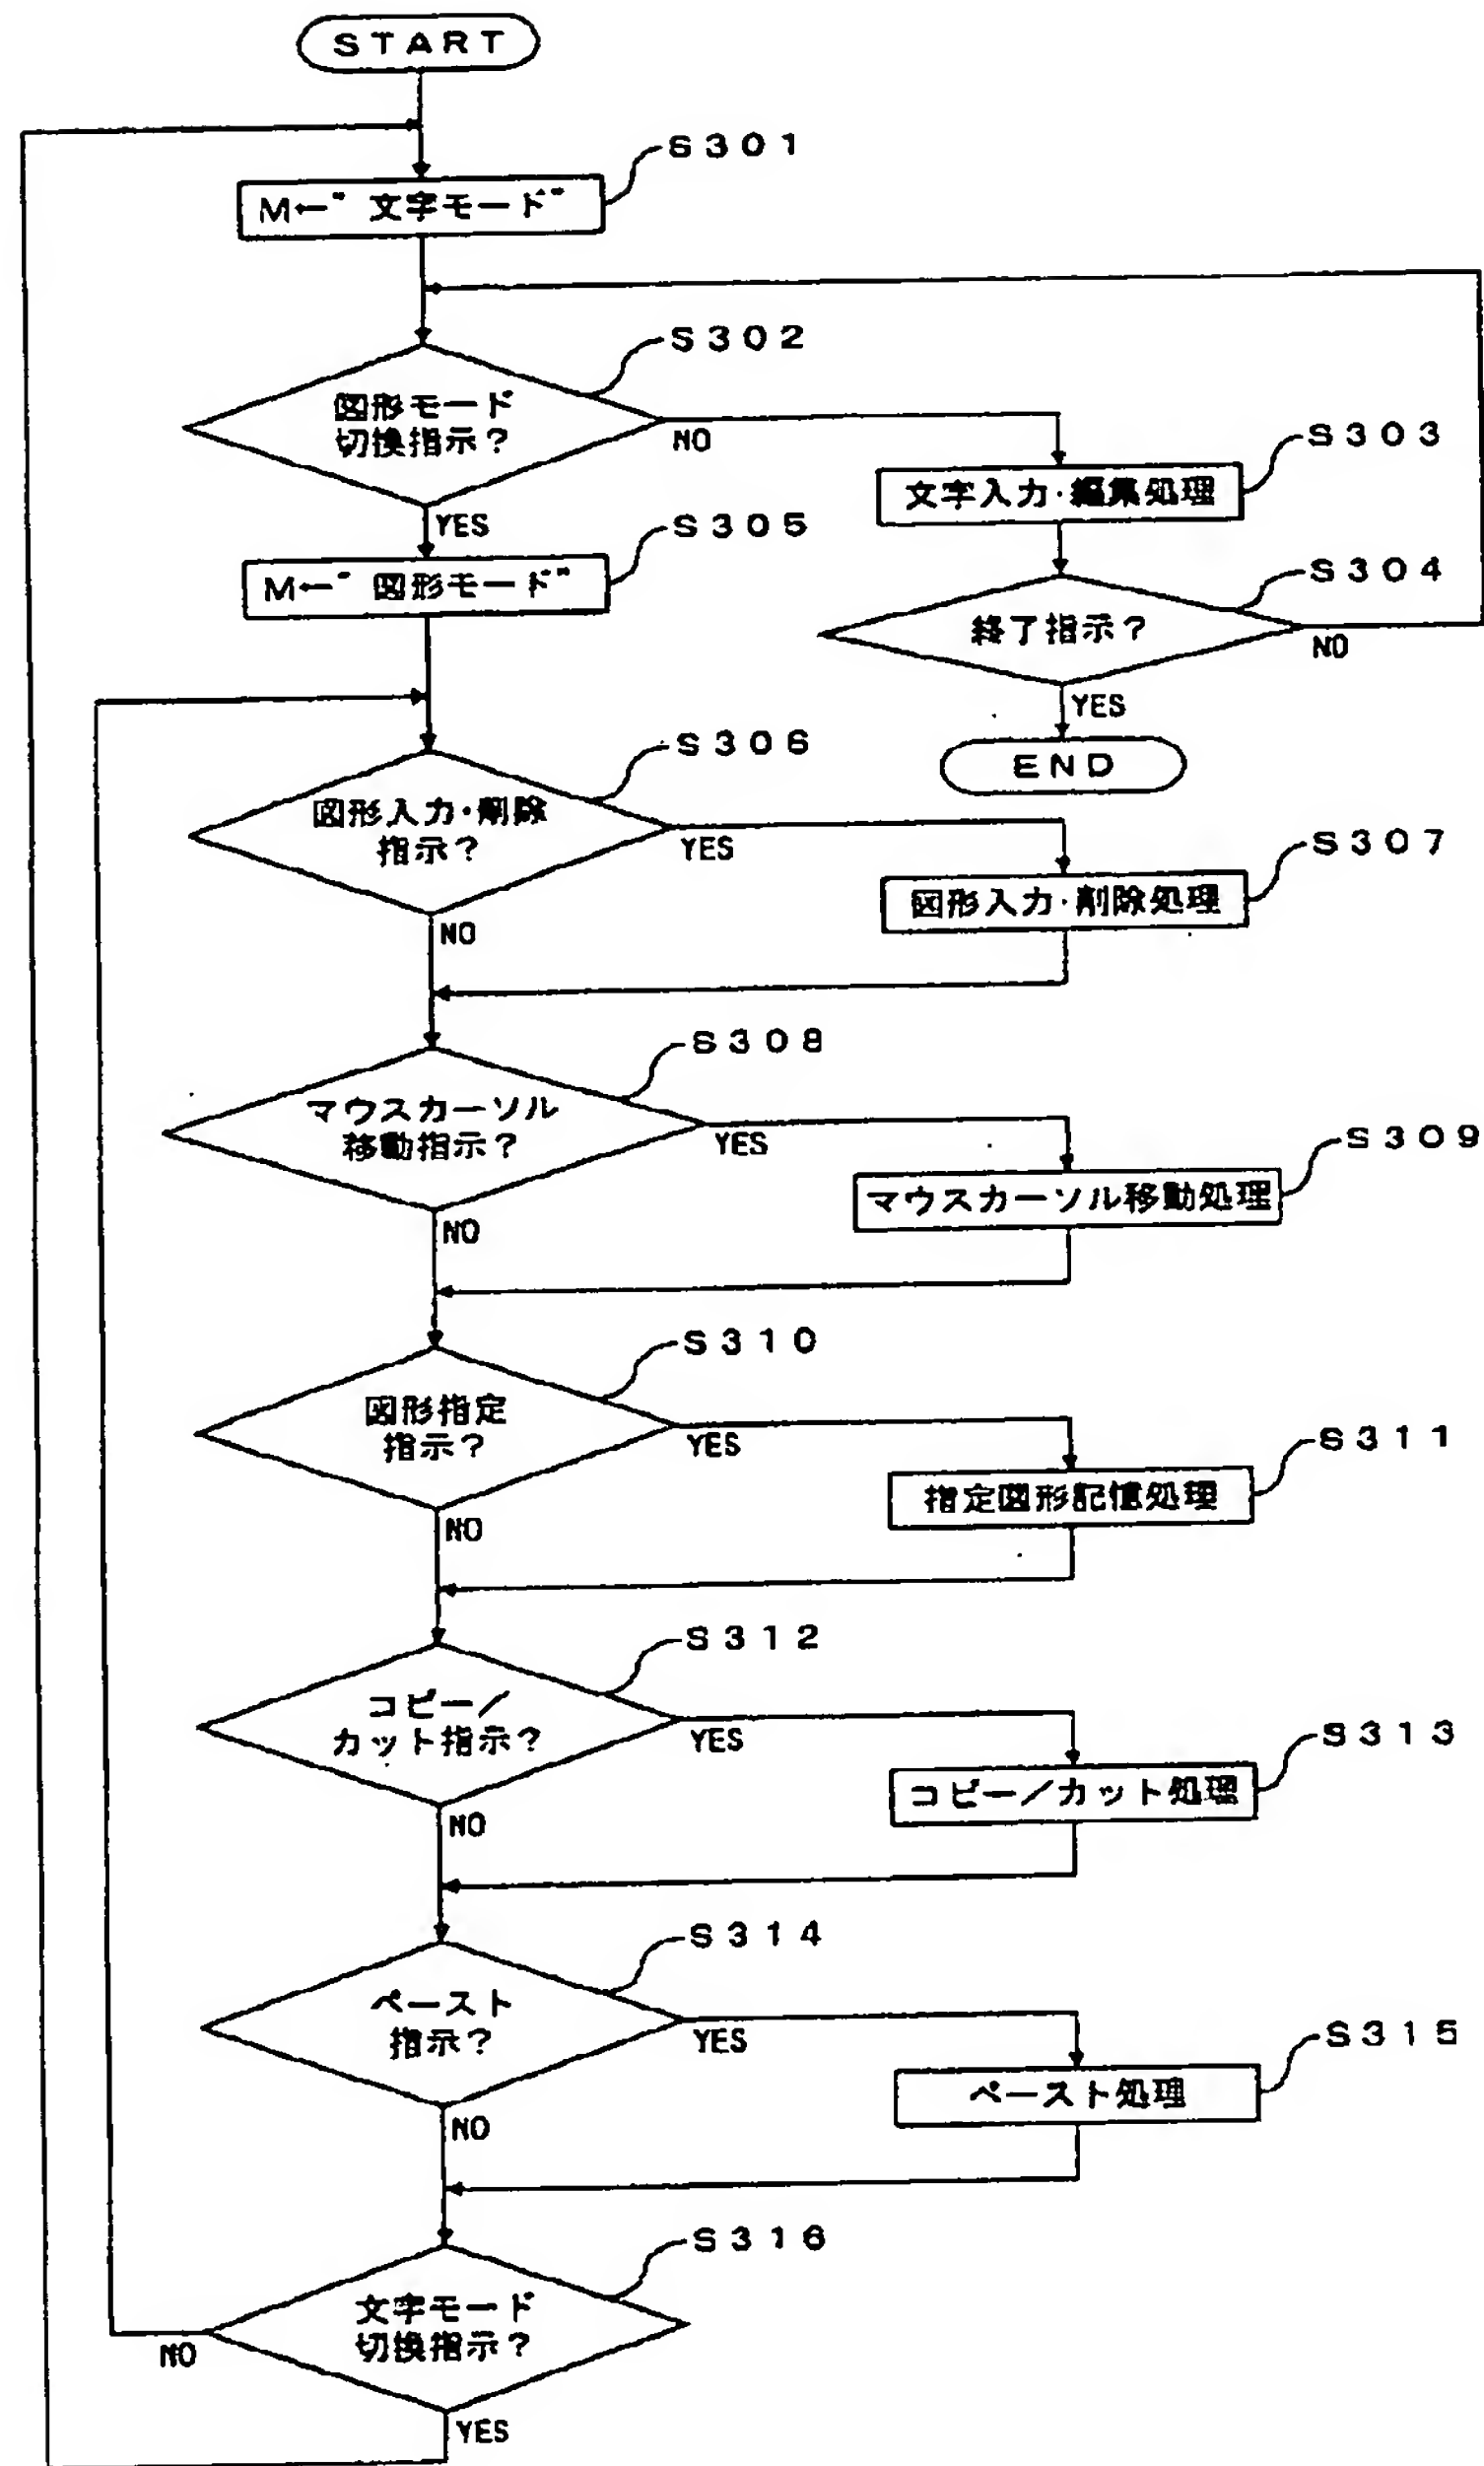 START
S301
M←"文字モード"
S302
図形モード
切換指示?
NO
YES
S303
文字入力·編集処理
S305
M←"図形モード"
S304
終了指示?
NO
YES
END
S306
図形入力·削除
指示?
YES
NO
S307
図形入力·削除処理
S308
マウスカーソル
移動指示?
YES
NO
S309
マウスカーソル移動処理
S310
図形指定
指示?
YES
NO
S311
指定図形記憶処理
S312
コピー/
カット指示?
YES
NO
S313
コピー/カット処理
S314
ペースト
指示?
YES
NO
S315
ペースト処理
S316
文字モード
切換指示?
NO
YES